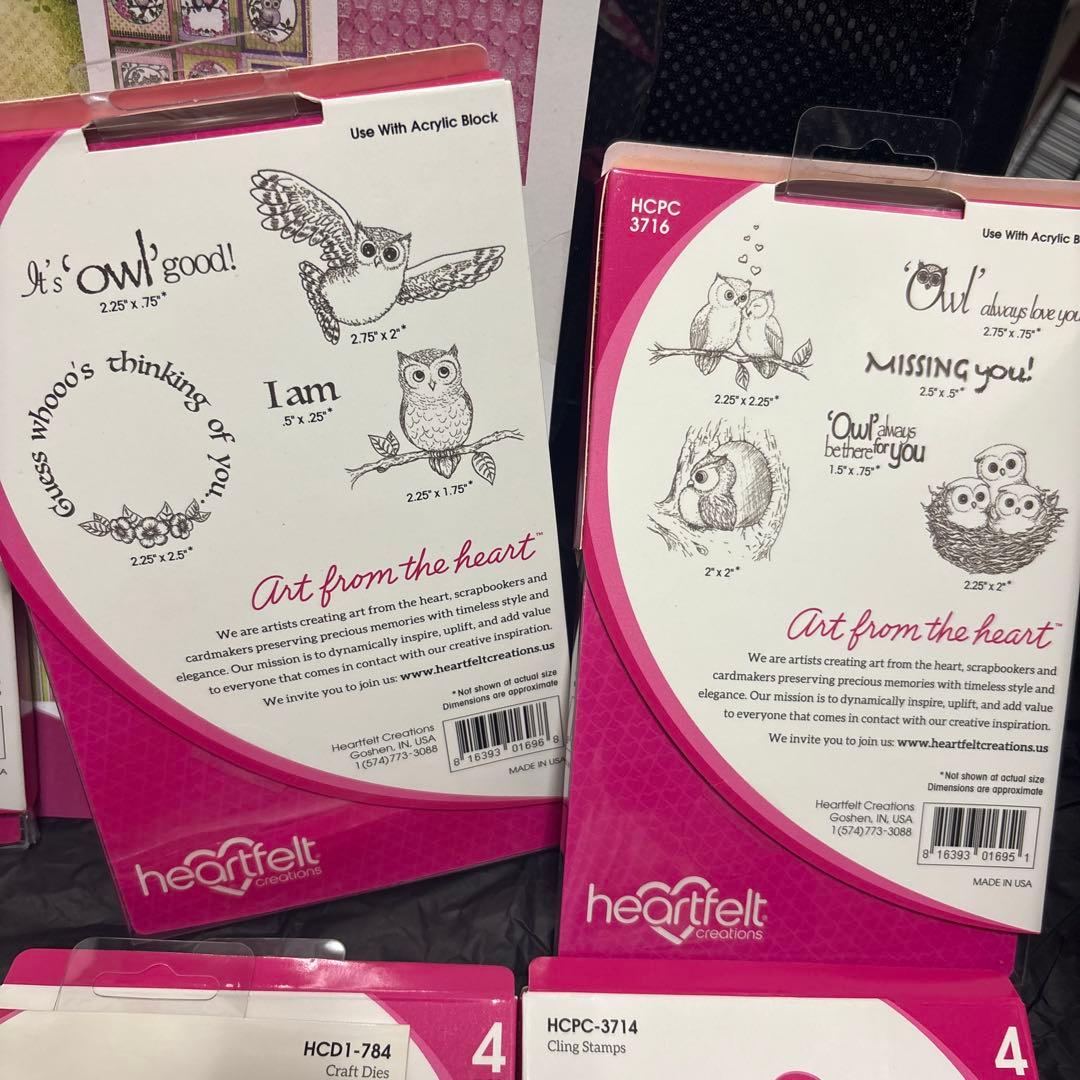 Use With Acrylic Block
It's 'owl' good!
2.25" x .75"*
2.75" x 2"*
Guess whooo's thinking of you...
I am
.5" x .25"*
2.25" x 1.75"*
2.25" x 2.5"*
Art from the heart™
We are artists creating art from the heart, scrapbookers and
cardmakers preserving precious memories with timeless style and
elegance. Our mission is to dynamically inspire, uplift, and add value
to everyone that comes in contact with our creative inspiration.
We invite you to join us: www.heartfeltcreations.us
*Not shown at actual size
Dimensions are approximate
Heartfelt Creations
Goshen, IN, USA
1(574)773-3088
8 16393 01696 8
MADE IN USA
heartfelt
creations
HCPC
3716
Use With Acrylic B
'Owl' always love you
2.75" x .75"*
MISSING you!
2.5" x .5"*
2.25" x 2.25"*
'Owl' always
be there for you
1.5" x .75"*
2" x 2"*
2.25" x 2"*
Art from the heart™
We are artists creating art from the heart, scrapbookers and
cardmakers preserving precious memories with timeless style and
elegance. Our mission is to dynamically inspire, uplift, and add value
to everyone that comes in contact with our creative inspiration.
We invite you to join us: www.heartfeltcreations.us
*Not shown at actual size
Dimensions are approximate
Heartfelt Creations
Goshen, IN, USA
1(574)773-3088
8 16393 01695 1
MADE IN USA
heartfelt
creations
HCD1-784
Craft Dies
4
HCPC-3714
Cling Stamps
4